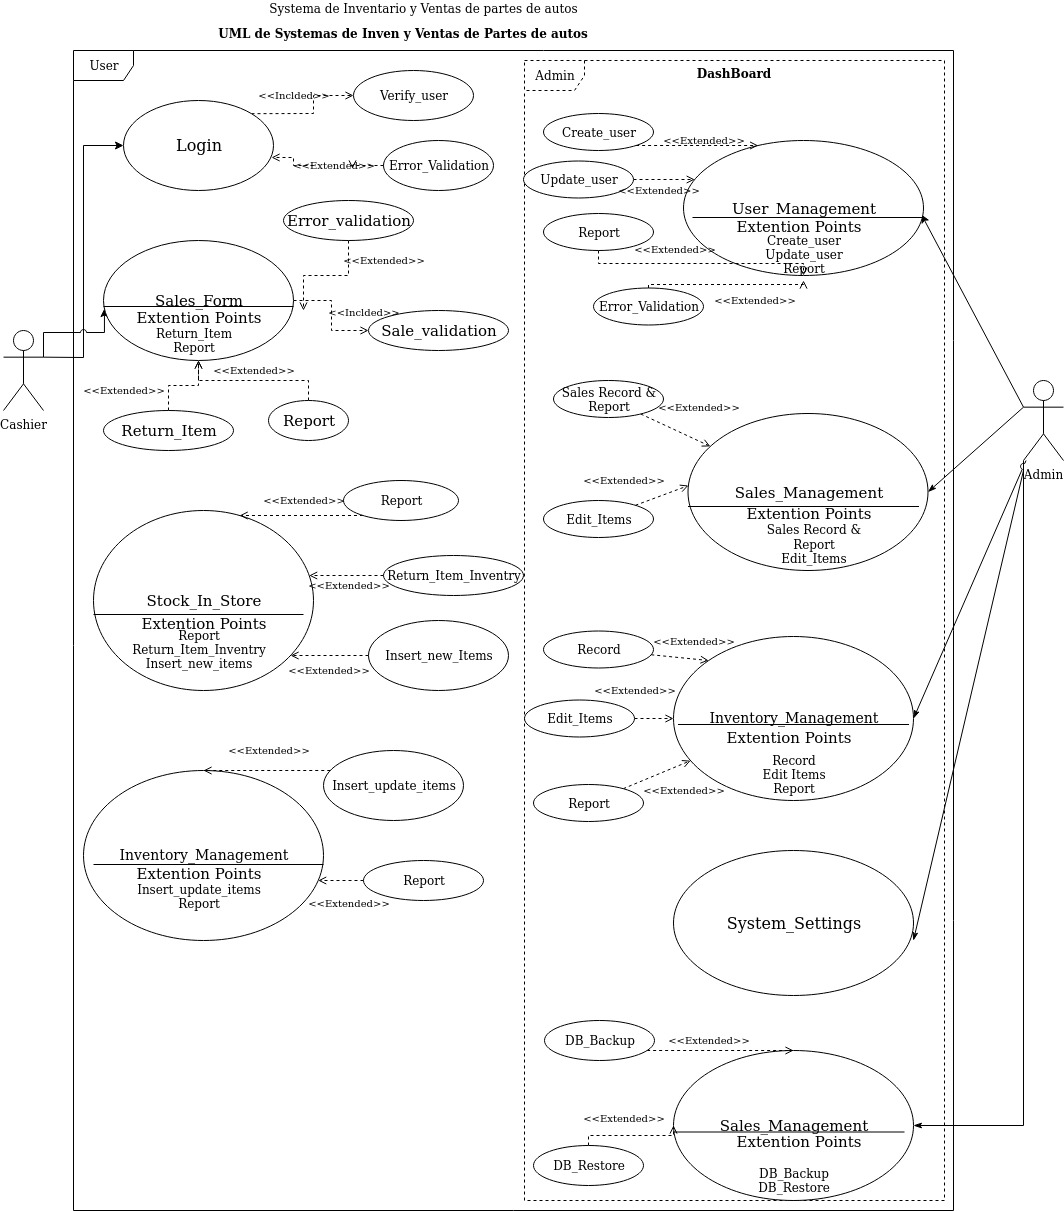 Systema de Inventario y Ventas de partes de autos
UML de Systemas de Inven y Ventas de Partes de autos
User
<<Inclded>>
Verify_user
Login
<<Extended>>
Error_Validation
Error_validation
<<Extended>>
Sales_Form
Extention Points
Return_Item
Report
<<Inclded>>
Sale_validation
<<Extended>>
<<Extended>>
Return_Item
Report
Cashier
<<Extended>>
Report
Return_Item_Inventry
<<Extended>>
Stock_In_Store
Extention Points
Report
Return_Item_Inventry
Insert_new_items
Insert_new_Items
<<Extended>>
<<Extended>>
Insert_update_items
Inventory_Management
Extention Points
Insert_update_items
Report
Report
<<Extended>>
Admin
DashBoard
Create_user
<<Extended>>
Update_user
<<Extended>>
Report
<<Extended>>
User_Management
Extention Points
Create_user
Update_user
Report
Error_Validation
<<Extended>>
Sales Record &
Report
<<Extended>>
<<Extended>>
Edit_Items
Sales_Management
Extention Points
Sales Record &
Report
Edit_Items
Admin
Record
<<Extended>>
<<Extended>>
Edit_Items
Inventory_Management
Extention Points
Record
Edit Items
Report
Report
<<Extended>>
System_Settings
DB_Backup
<<Extended>>
<<Extended>>
DB_Restore
Sales_Management
Extention Points
DB_Backup
DB_Restore